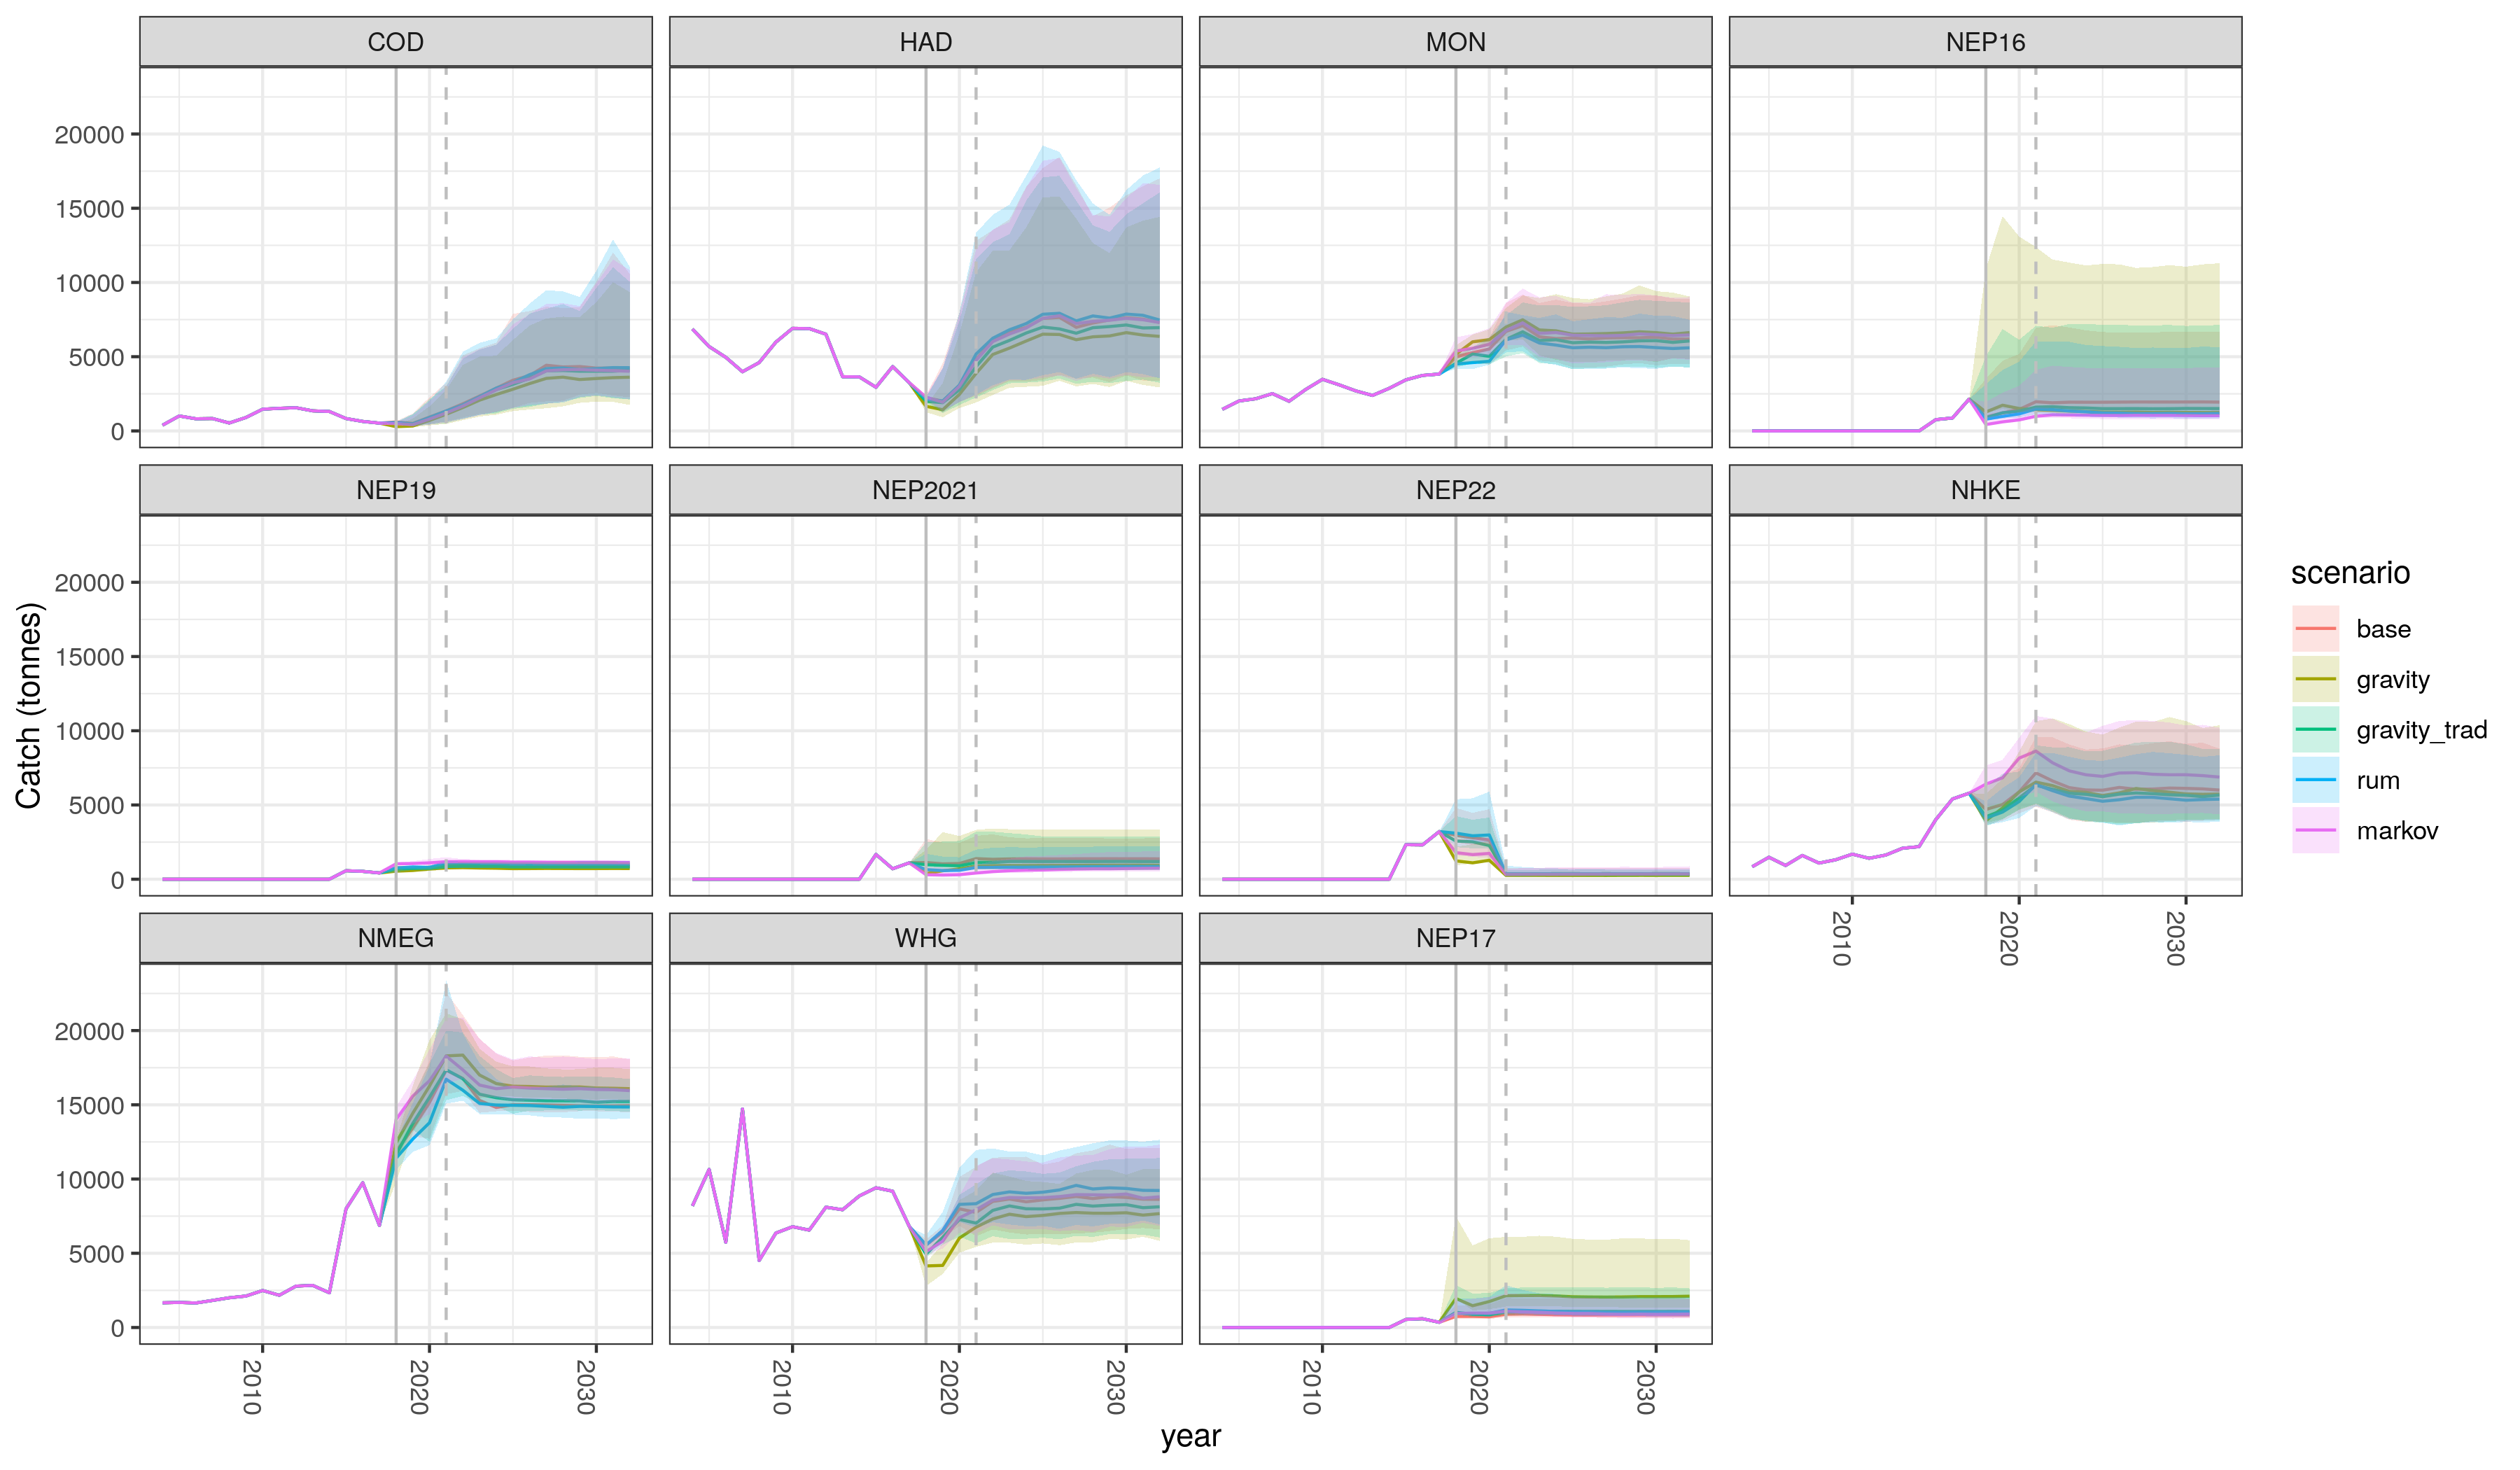 COD HAD MON NEP16
20000
15000
10000
5000
0
NEP19 NEP2021 NEP22 NHKE
20000
15000
10000
5000
0
2010 2020 2030
NMEG WHG NEP17
20000
15000
10000
5000
0
2010 2020 2030 2010 2020 2030 2010 2020 2030
year
Catch (tonnes)
scenario
base
gravity
gravity_trad
rum
markov